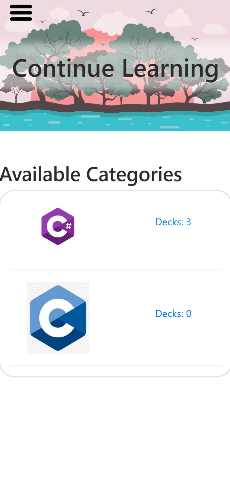 Continue Learning
Available Categories
C#
Decks: 3
C
Decks: 0